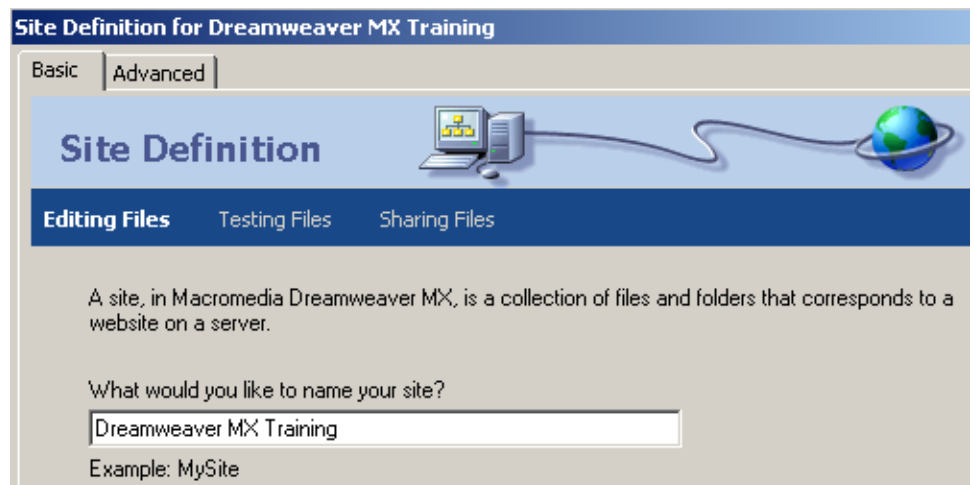 Site Definition for Dreamweaver MX Training
Basic
Advanced
Site Definition
Editing Files Testing Files Sharing Files
A site, in Macromedia Dreamweaver MX, is a collection of files and folders that corresponds to a
website on a server.
What would you like to name your site?
Dreamweaver MX Training
Example: MySite